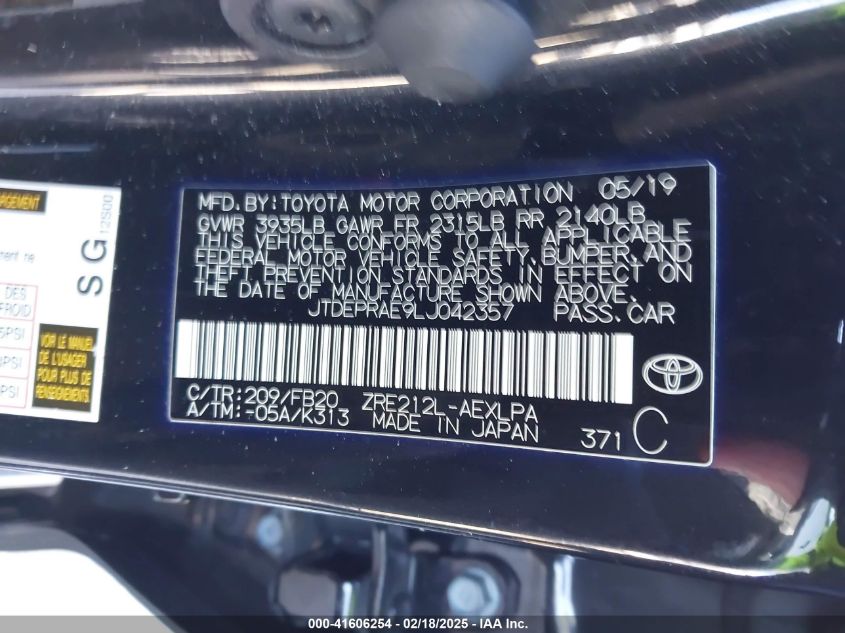 MFD. BY: TOYOTA MOTOR CORPORATION 05/19
GVWR 3935LB GAWR FR 2315LB RR 2140LB
THIS VEHICLE CONFORMS TO ALL APPLICABLE
FEDERAL MOTOR VEHICLE SAFETY, BUMPER, AND
THEFT PREVENTION STANDARDS IN EFFECT ON
THE DATE OF MANUFACTURE SHOWN ABOVE.
JTDEPRAE9LJ042357 PASS. CAR
C/TR: 209/FB20 ZRE212L-AEXLPA
A/TM: -05A/K313 MADE IN JAPAN 371 C
SG 12S00
DES
VOIR LE MANUEL
DE L'USAGER
POUR PLUS DE
RENSEIGNEMENTS
000-41606254 - 02/18/2025 - IAA Inc.